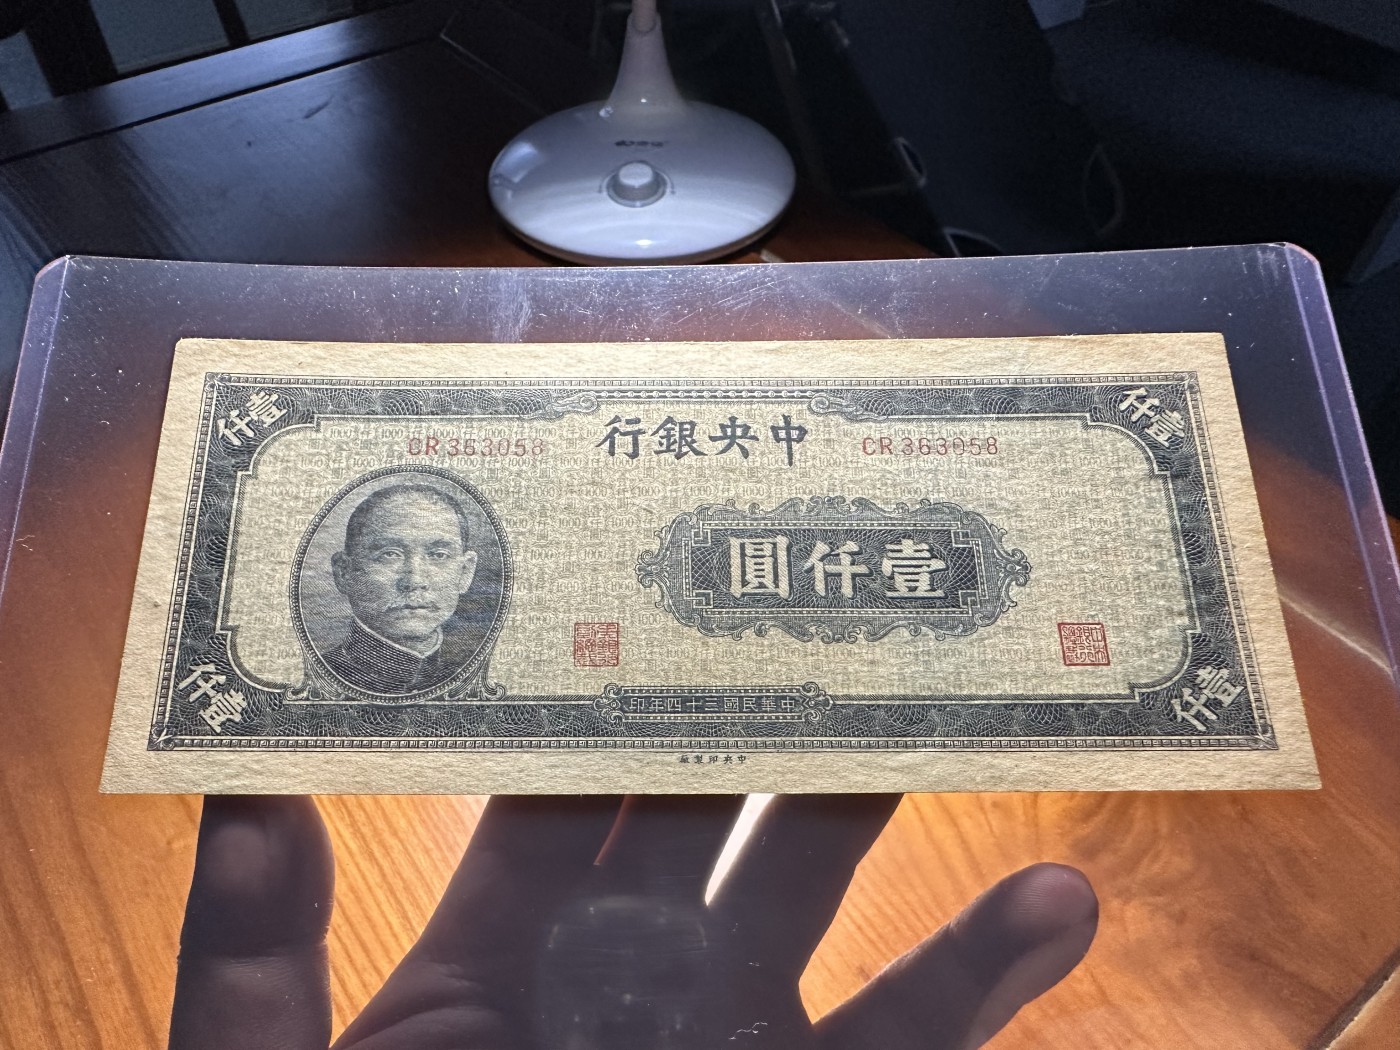 壹仟
壹仟
中央銀行
CR363058
CR363058
壹仟圓
中華民國三十四年印
壹仟
壹仟
中央印製廠